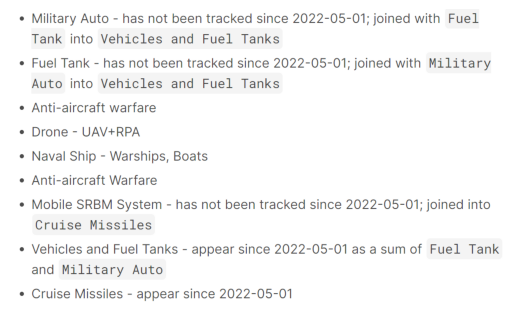 • Military Auto - has not been tracked since 2022-05-01; joined with Fuel
Tank into Vehicles and Fuel Tanks
• Fuel Tank - has not been tracked since 2022-05-01; joined with Military
Auto into Vehicles and Fuel Tanks
• Anti-aircraft warfare
• Drone - UAV+RPA
• Naval Ship - Warships, Boats
• Anti-aircraft Warfare
• Mobile SRBM System - has not been tracked since 2022-05-01; joined into
Cruise Missiles
• Vehicles and Fuel Tanks - appear since 2022-05-01 as a sum of Fuel Tank
and Military Auto
• Cruise Missiles - appear since 2022-05-01